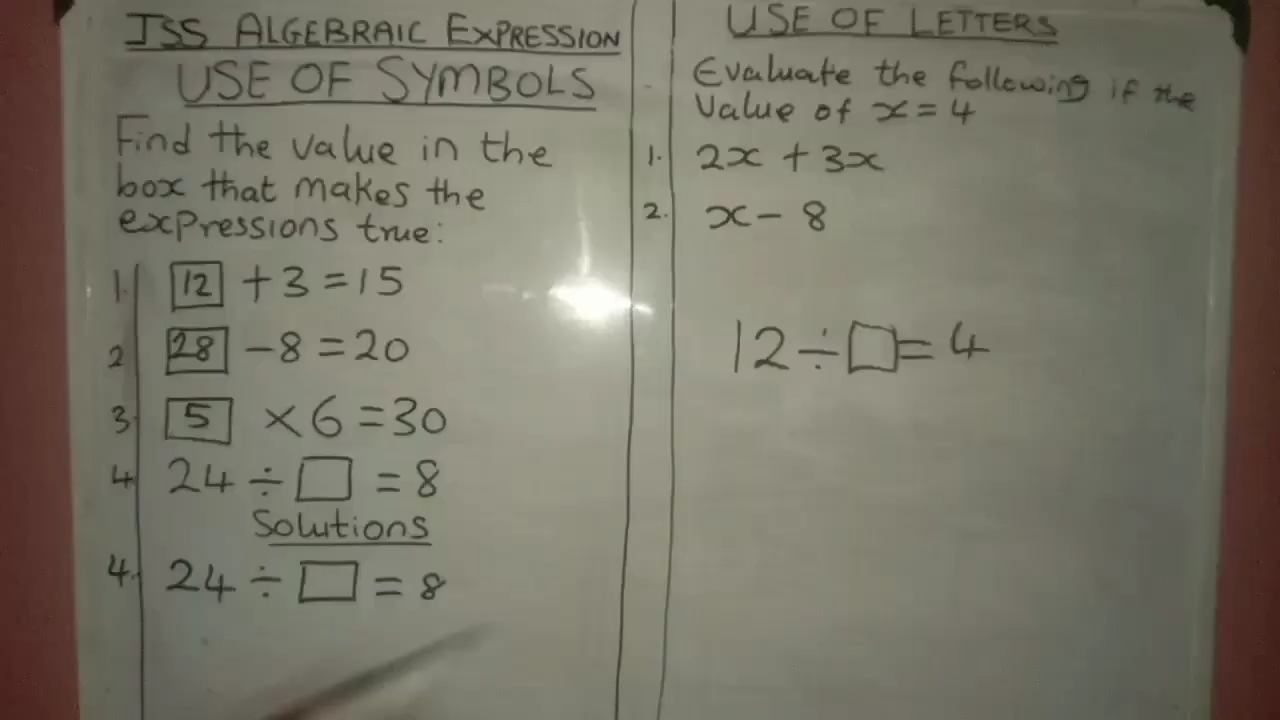 JSS ALGEBRAIC EXPRESSION
USE OF SYMBOLS
Find the value in the
box that makes the
expressions true:
1. 12 + 3 = 15
2 28 - 8 = 20
3. 5 × 6 = 30
4. 24 ÷ □ = 8
Solutions
4. 24 ÷ □ = 8
USE OF LETTERS
Evaluate the following if the
value of x = 4
1. 2x + 3x
2. x - 8
12 ÷ □ = 4